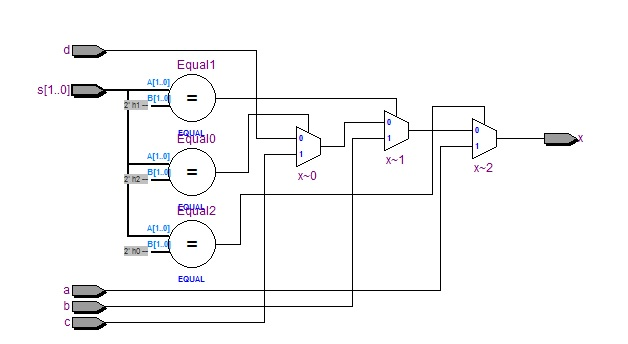 d
Equal1
s[1..0]
A[1..0]
B[1..0]
2' h1 --
=
EQUAL
Equal0
A[1..0]
B[1..0]
2' h2 --
=
EQUAL
Equal2
A[1..0]
B[1..0]
2' h0 --
=
EQUAL
0
1
x~0
0
1
x~1
0
1
x~2
x
a
b
c